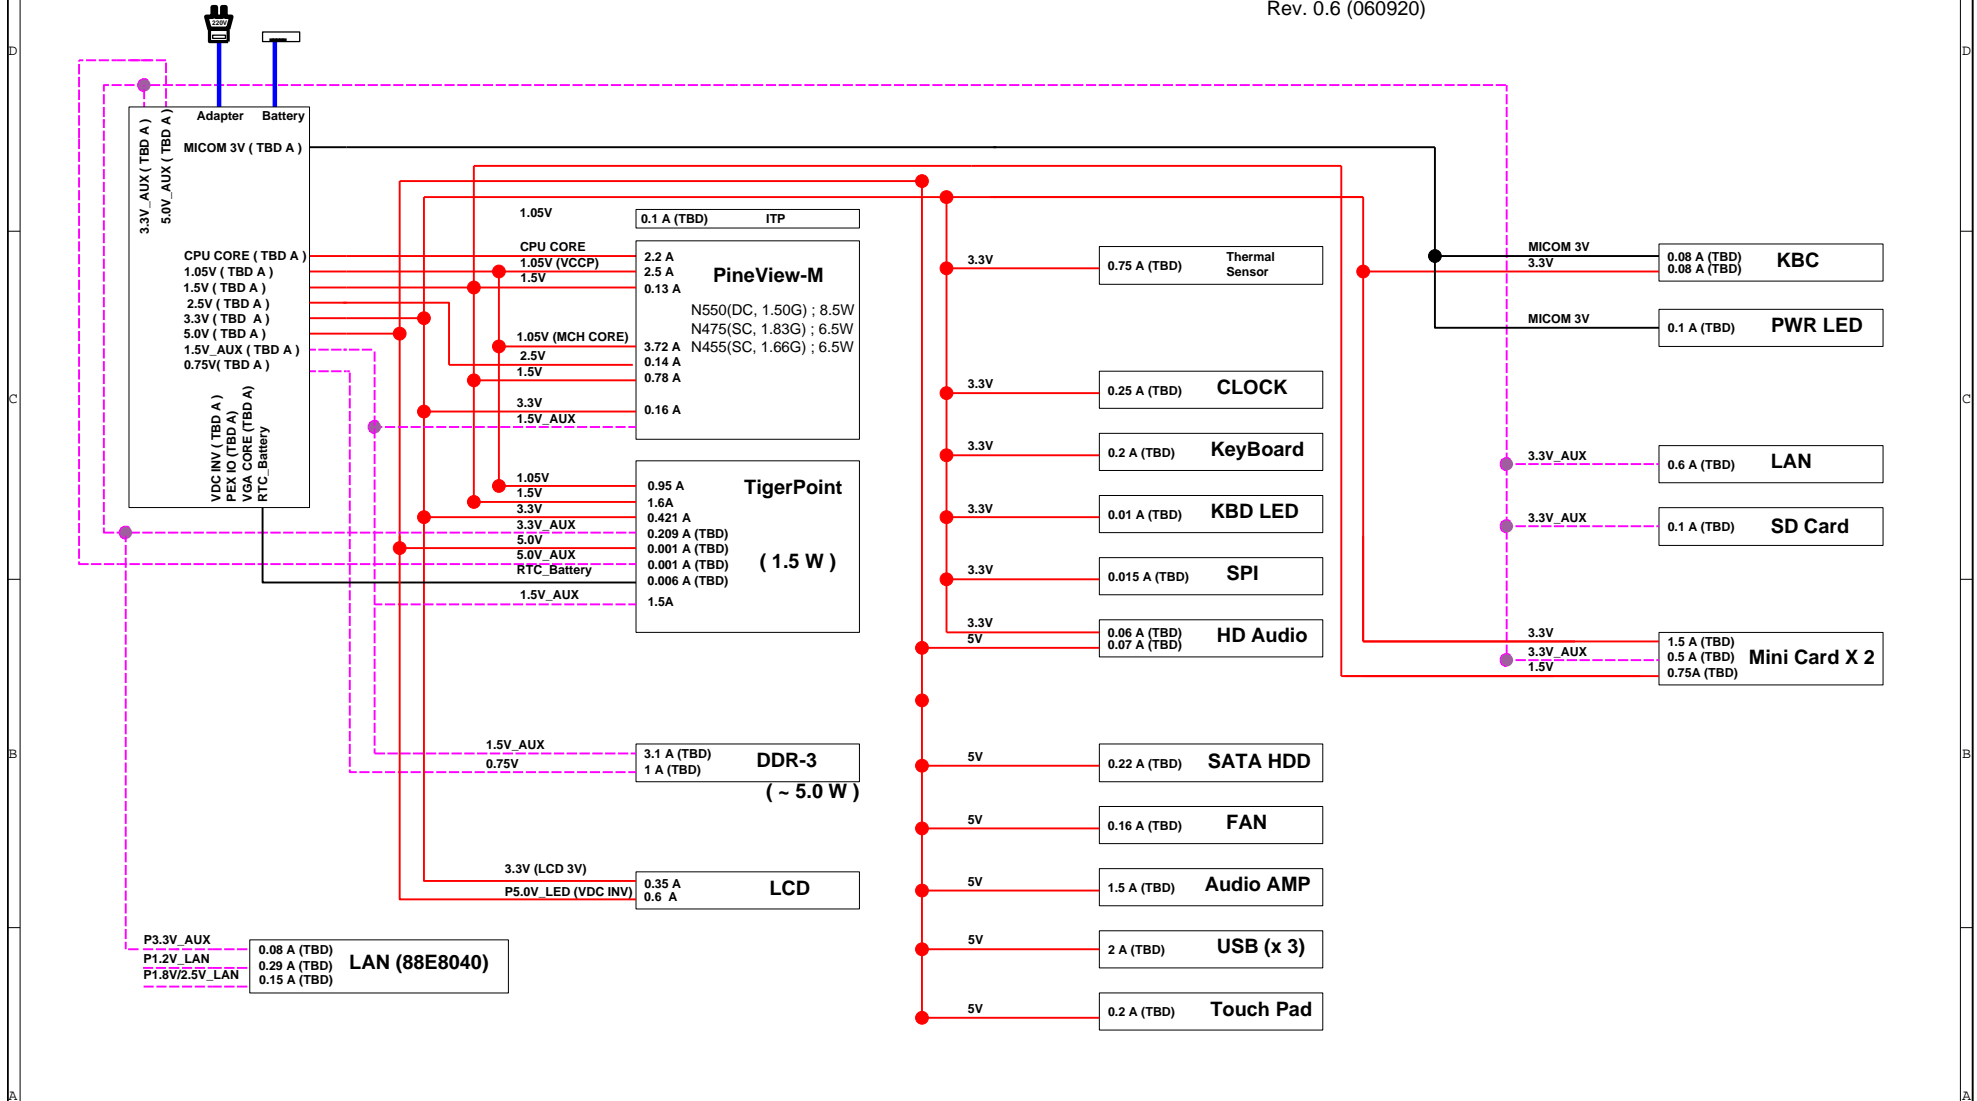 Rev. 0.6 (060920)
D
D
220V
Adapter
Battery
3.3V_AUX ( TBD A )
5.0V_AUX ( TBD A )
MICOM 3V ( TBD A )
CPU CORE ( TBD A )
1.05V ( TBD A )
1.5V ( TBD A )
2.5V ( TBD A )
3.3V ( TBD  A )
5.0V ( TBD A )
1.5V_AUX ( TBD A )
0.75V( TBD A )
VDC INV ( TBD A )
PEX IO (TBD A)
VGA CORE (TBD A)
RTC_Battery
1.05V
0.1 A (TBD)
ITP
CPU CORE
1.05V (VCCP)
1.5V
2.2 A
2.5 A
0.13 A
PineView-M
N550(DC, 1.50G) ; 8.5W
N475(SC, 1.83G) ; 6.5W
N455(SC, 1.66G) ; 6.5W
1.05V (MCH CORE)
2.5V
1.5V
3.72 A
0.14 A
0.78 A
3.3V
1.5V_AUX
0.16 A
C
C
1.05V
1.5V
3.3V
3.3V_AUX
5.0V
5.0V_AUX
RTC_Battery
1.5V_AUX
0.95 A
1.6A
0.421 A
0.209 A (TBD)
0.001 A (TBD)
0.001 A (TBD)
0.006 A (TBD)
1.5A
TigerPoint
( 1.5 W )
1.5V_AUX
0.75V
3.1 A (TBD)
1 A (TBD)
DDR-3
( ~ 5.0 W )
3.3V (LCD 3V)
P5.0V_LED (VDC INV)
0.35 A
0.6  A
LCD
P3.3V_AUX
P1.2V_LAN
P1.8V/2.5V_LAN
0.08 A (TBD)
0.29 A (TBD)
0.15 A (TBD)
LAN (88E8040)
3.3V
0.75 A (TBD)
Thermal
Sensor
3.3V
0.25 A (TBD)
CLOCK
3.3V
0.2 A (TBD)
KeyBoard
3.3V
0.01 A (TBD)
KBD LED
3.3V
0.015 A (TBD)
SPI
3.3V
5V
0.06 A (TBD)
0.07 A (TBD)
HD Audio
5V
0.22 A (TBD)
SATA HDD
5V
0.16 A (TBD)
FAN
5V
1.5 A (TBD)
Audio AMP
5V
2 A (TBD)
USB (x 3)
5V
0.2 A (TBD)
Touch Pad
MICOM 3V
3.3V
0.08 A (TBD)
0.08 A (TBD)
KBC
MICOM 3V
0.1 A (TBD)
PWR LED
3.3V_AUX
0.6 A (TBD)
LAN
3.3V_AUX
0.1 A (TBD)
SD Card
3.3V
3.3V_AUX
1.5V
1.5 A (TBD)
0.5 A (TBD)
0.75A (TBD)
Mini Card X 2
B
B
A
A